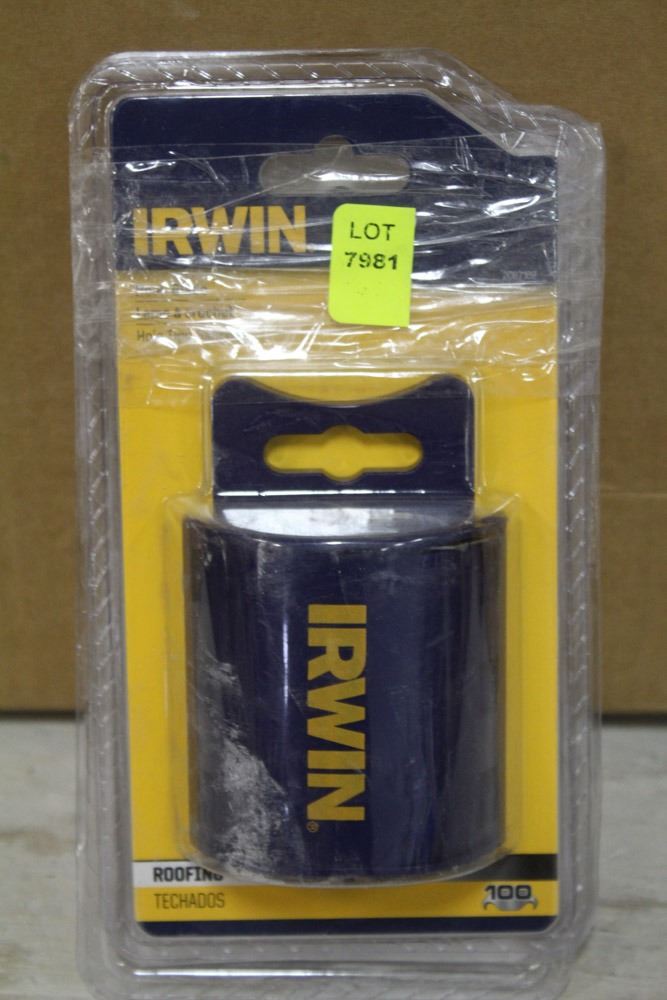 IRWIN
LOT
7981
IRWIN®
ROOFING
TECHADOS
100